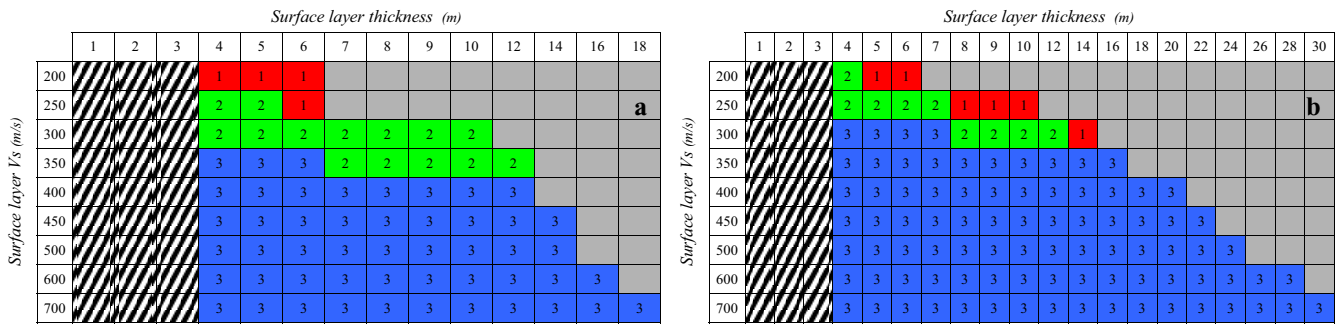 Surface layer thickness (m)
1 2 3 4 5 6 7 8 9 10 12 14 16 18
Surface layer Vs (m/s)
200 1 1 1
a
250 2 2 1
300 2 2 2 2 2 2 2
350 3 3 3 2 2 2 2 2
400 3 3 3 3 3 3 3 3
450 3 3 3 3 3 3 3 3 3
500 3 3 3 3 3 3 3 3 3
600 3 3 3 3 3 3 3 3 3 3
700 3 3 3 3 3 3 3 3 3 3 3
Surface layer thickness (m)
1 2 3 4 5 6 7 8 9 10 12 14 16 18 20 22 24 26 28 30
Surface layer Vs (m/s)
200 2 1 1
b
250 2 2 2 2 1 1 1
300 3 3 3 3 2 2 2 2 1
350 3 3 3 3 3 3 3 3 3 3
400 3 3 3 3 3 3 3 3 3 3 3 3
450 3 3 3 3 3 3 3 3 3 3 3 3 3
500 3 3 3 3 3 3 3 3 3 3 3 3 3 3
600 3 3 3 3 3 3 3 3 3 3 3 3 3 3 3 3
700 3 3 3 3 3 3 3 3 3 3 3 3 3 3 3 3 3